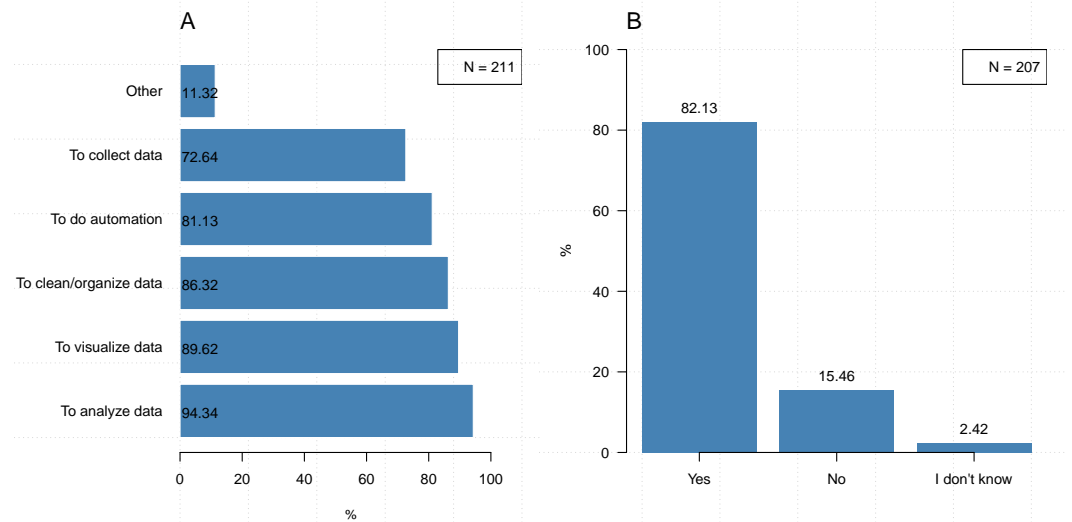 A
N = 211
Other
11.32
To collect data
72.64
To do automation
81.13
To clean/organize data
86.32
To visualize data
89.62
To analyze data
94.34
0 20 40 60 80 100
%
B
N = 207
100
80
60
40
20
0
%
82.13
15.46
2.42
Yes No I don't know